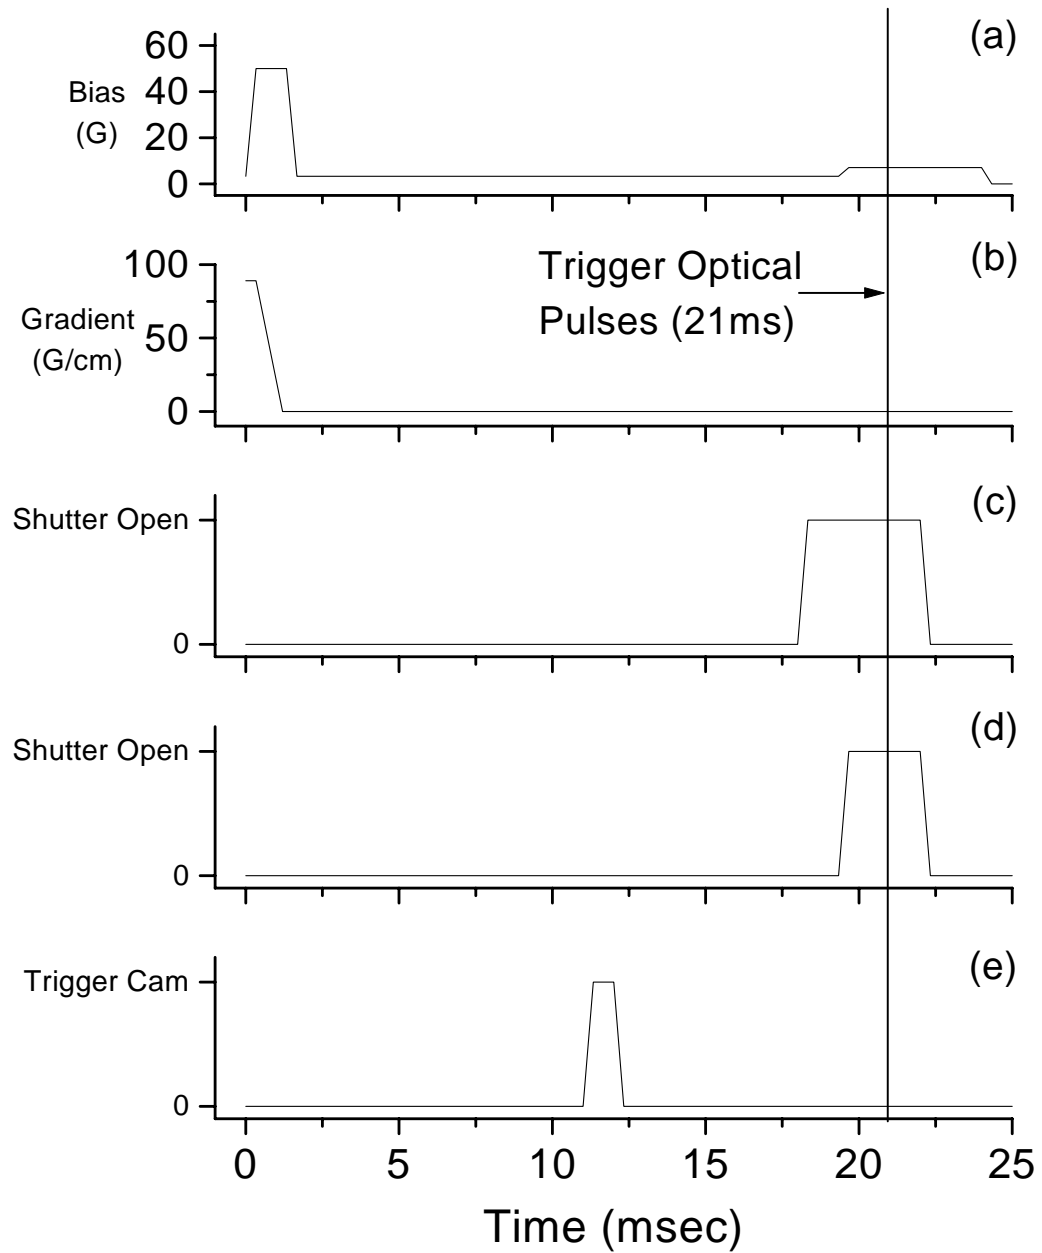 (a)
60
40
20
0
Bias
(G)
(b)
100
50
0
Gradient
(G/cm)
Trigger Optical
Pulses (21ms)
(c)
Shutter Open
0
(d)
Shutter Open
0
(e)
Trigger Cam
0
0 5 10 15 20 25
Time (msec)